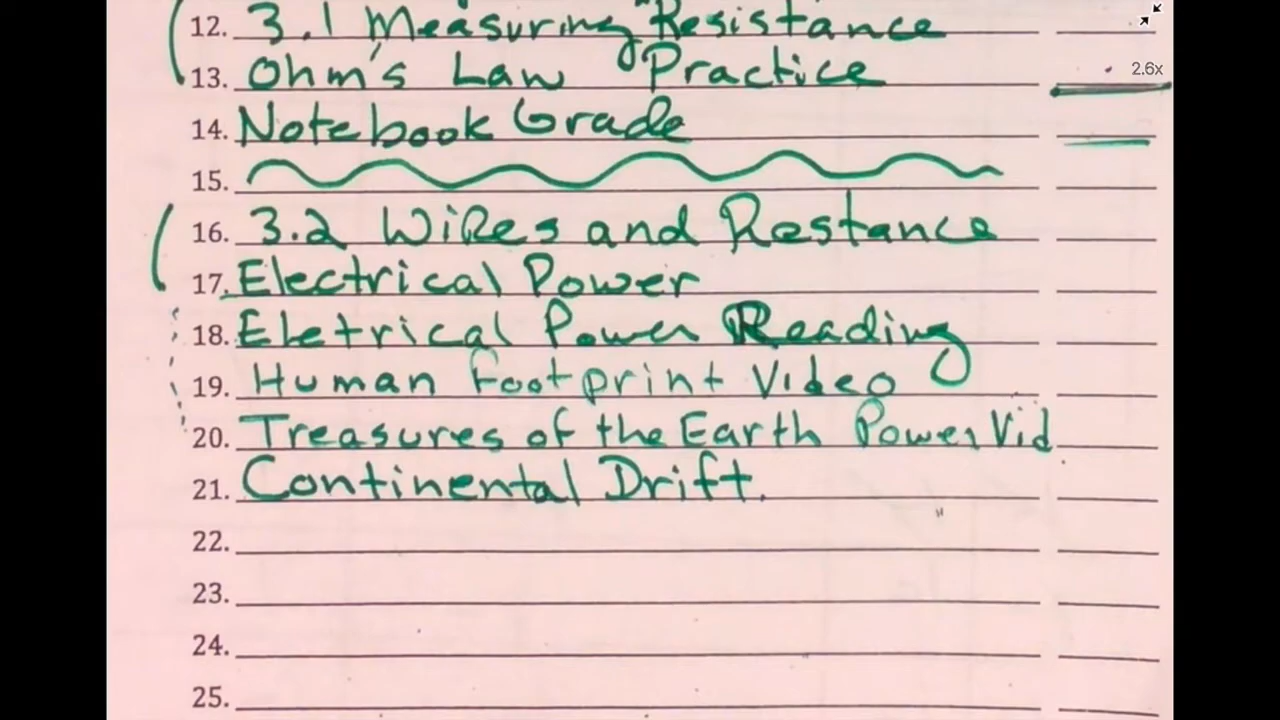 12. 3.1 Measuring Resistance
2.6x
13. Ohm's Law Practice
14. Notebook Grade
15.
16. 3.2 Wires and Restance
17. Electrical Power
18. Eletrical Power Reading
19. Human Footprint Video
20. Treasures of the Earth Power Vid
21. Continental Drift.
22.
23.
24.
25.